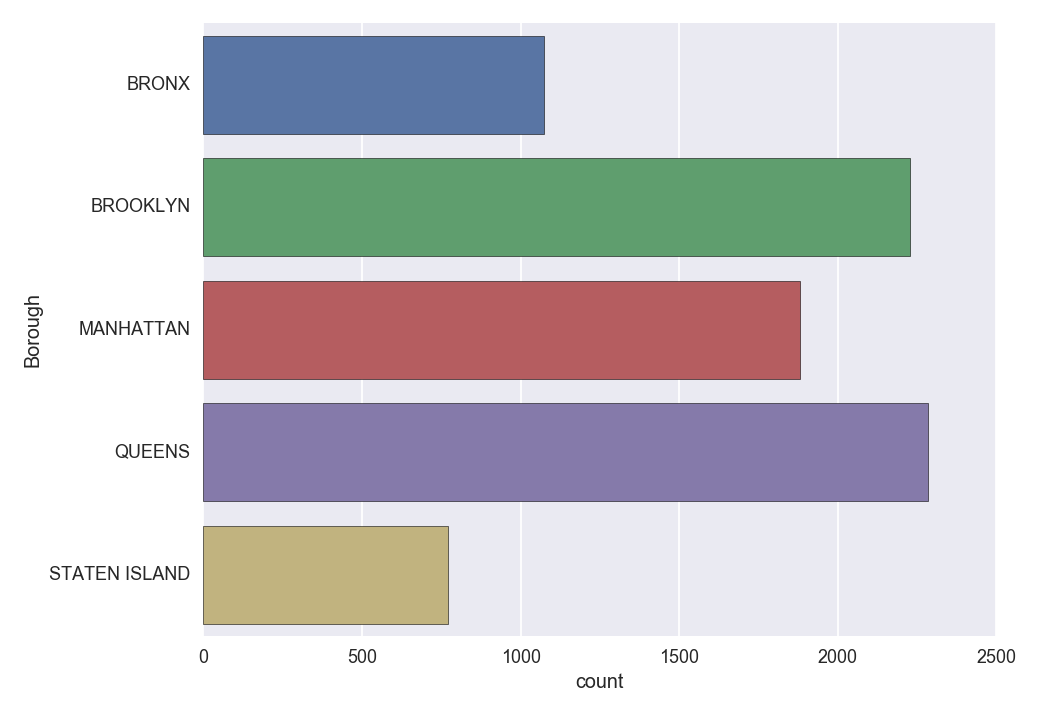 BRONX
BROOKLYN
MANHATTAN
QUEENS
STATEN ISLAND
Borough
0 500 1000 1500 2000 2500
count